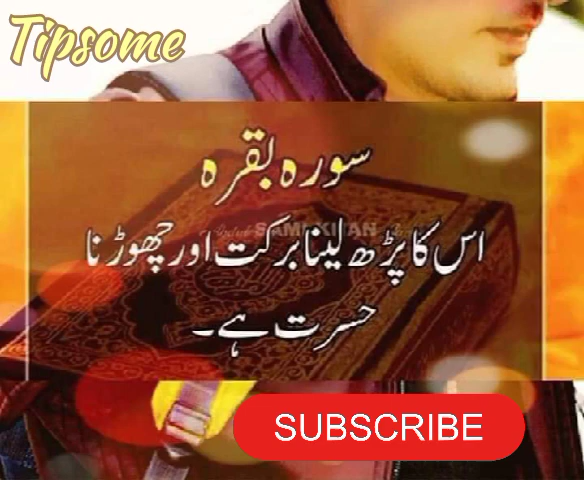 Tipsome
سورہ بقرہ
اس کا پڑھ لینا برکت اور چھوڑنا
حسرت ہے۔
SUBSCRIBE